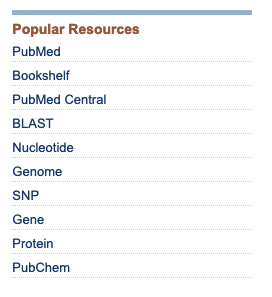 Popular Resources
PubMed
Bookshelf
PubMed Central
BLAST
Nucleotide
Genome
SNP
Gene
Protein
PubChem